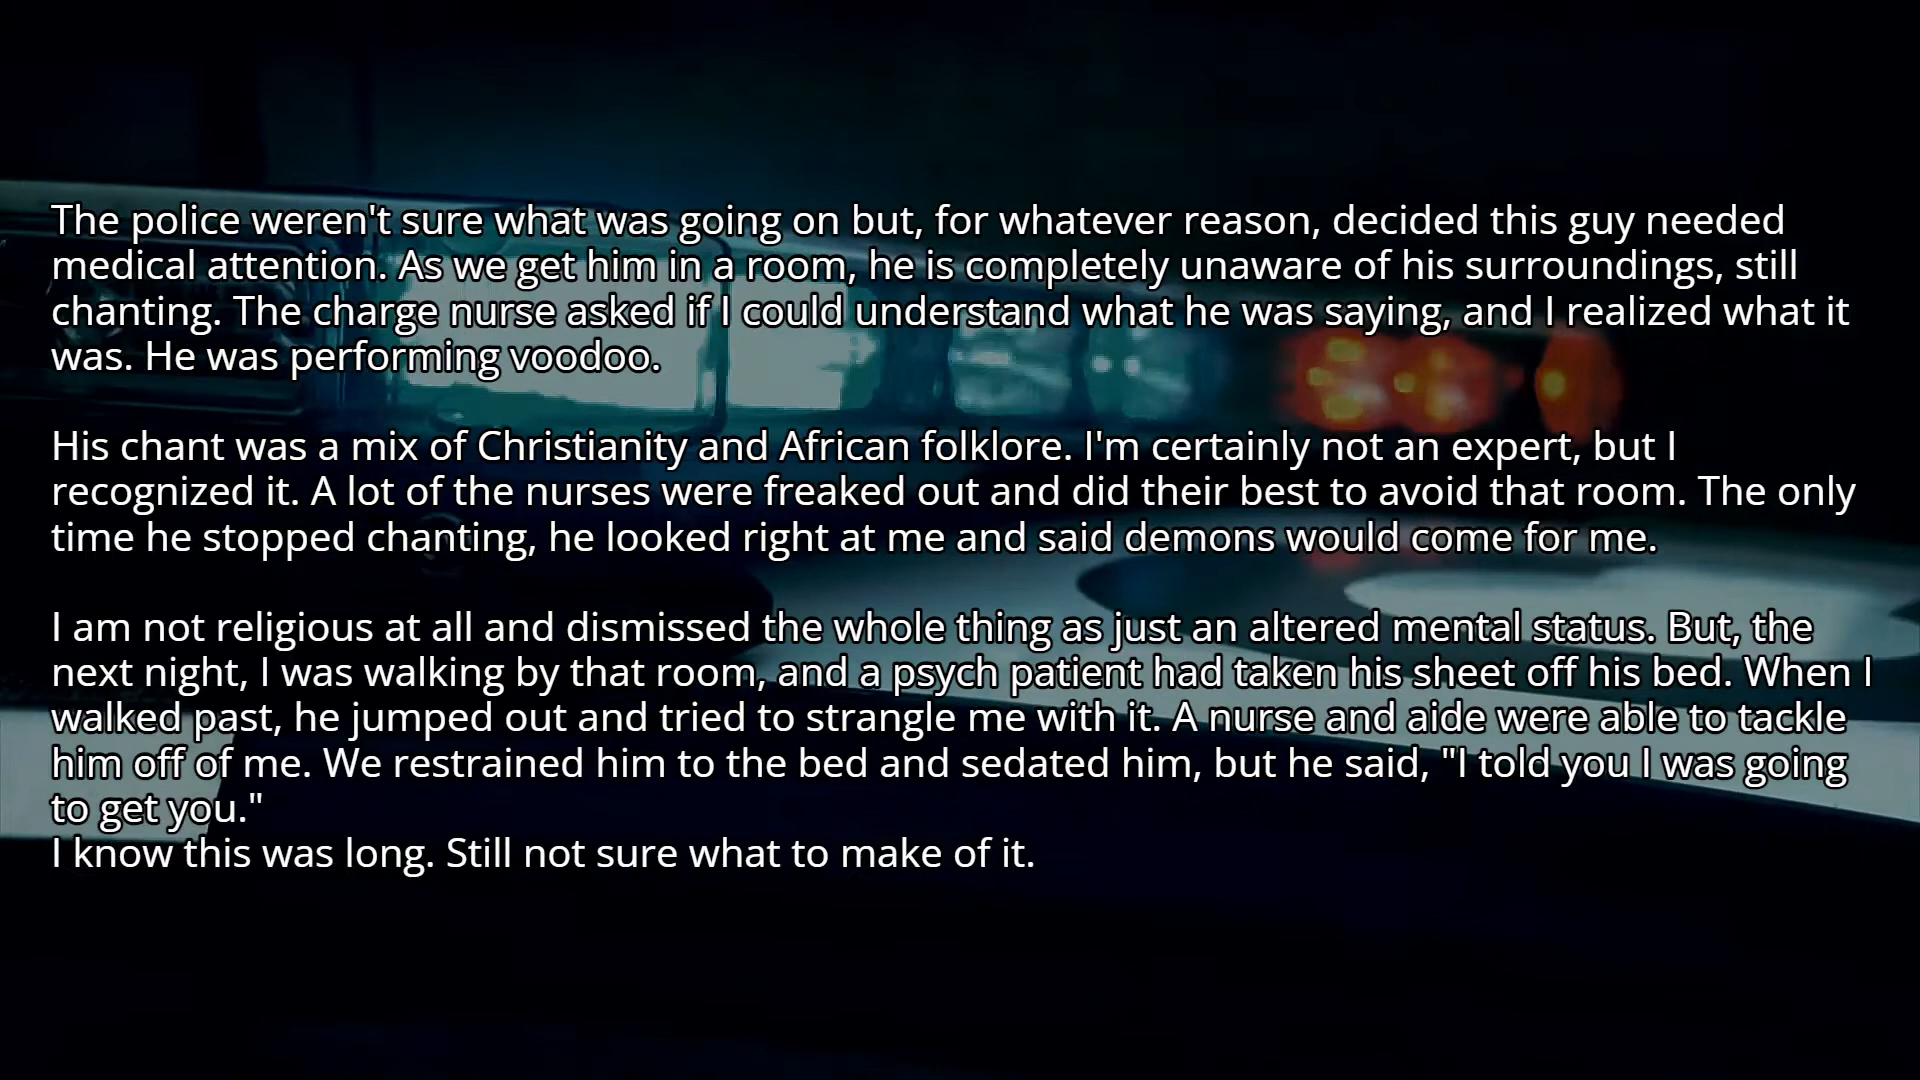 The police weren't sure what was going on but, for whatever reason, decided this guy needed
medical attention. As we get him in a room, he is completely unaware of his surroundings, still
chanting. The charge nurse asked if I could understand what he was saying, and I realized what it
was. He was performing voodoo.
His chant was a mix of Christianity and African folklore. I'm certainly not an expert, but I
recognized it. A lot of the nurses were freaked out and did their best to avoid that room. The only
time he stopped chanting, he looked right at me and said demons would come for me.
I am not religious at all and dismissed the whole thing as just an altered mental status. But, the
next night, I was walking by that room, and a psych patient had taken his sheet off his bed. When I
walked past, he jumped out and tried to strangle me with it. A nurse and aide were able to tackle
him off of me. We restrained him to the bed and sedated him, but he said, "I told you I was going
to get you."
I know this was long. Still not sure what to make of it.